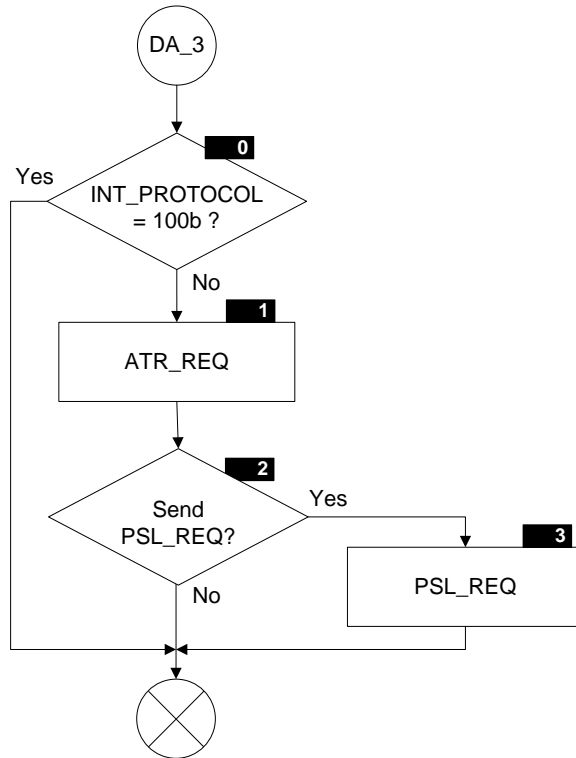 DA_3
0
Yes
INT_PROTOCOL
= 100b ?
No
1
ATR_REQ
2
Send
PSL_REQ?
Yes
3
PSL_REQ
No